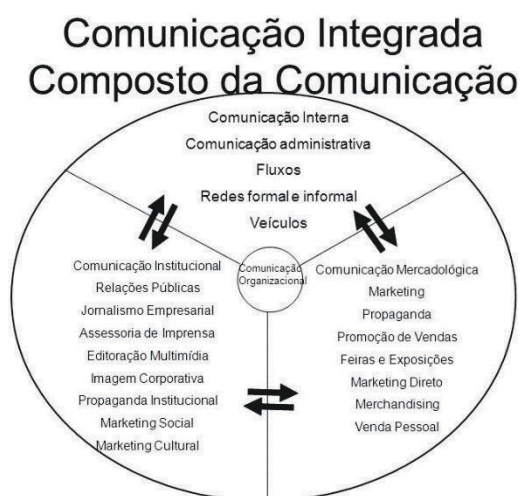 Comunicação Integrada
Composto da Comunicação
Comunicação Interna
Comunicação administrativa
Fluxos
Redes formal e informal
Veículos
Comunicação Institucional
Relações Públicas
Jornalismo Empresarial
Assessoria de Imprensa
Editoração Multimídia
Imagem Corporativa
Propaganda Institucional
Marketing Social
Marketing Cultural
Comunicação
Organizacional
Comunicação Mercadológica
Marketing
Propaganda
Promoção de Vendas
Feiras e Exposições
Marketing Direto
Merchandising
Venda Pessoal